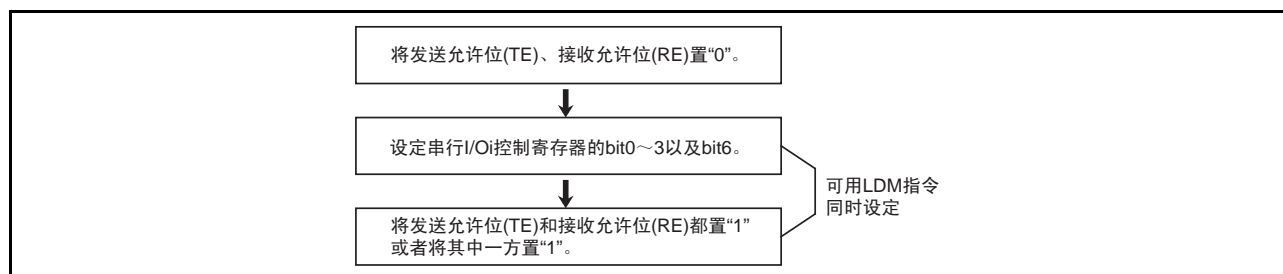 将发送允许位(TE)、接收允许位(RE)置“0”。
设定串行I/Oi控制寄存器的bit0～3以及bit6。
可用LDM指令
同时设定
将发送允许位(TE)和接收允许位(RE)都置“1”
或者将其中一方置“1”。